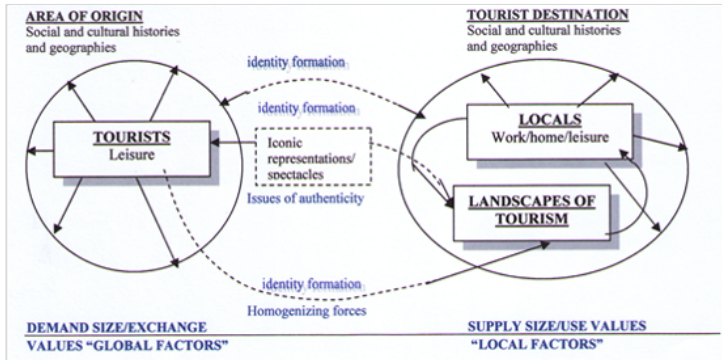 AREA OF ORIGIN
Social and cultural histories
and geographies
TOURIST DESTINATION
Social and cultural histories
and geographies
identity formation
identity formation
TOURISTS
Leisure
Iconic
representations/
spectacles
Issues of authenticity
LOCALS
Work/home/leisure
LANDSCAPES OF
TOURISM
identity formation
Homogenizing forces
DEMAND SIZE/EXCHANGE
VALUES "GLOBAL FACTORS"
SUPPLY SIZE/USE VALUES
"LOCAL FACTORS"